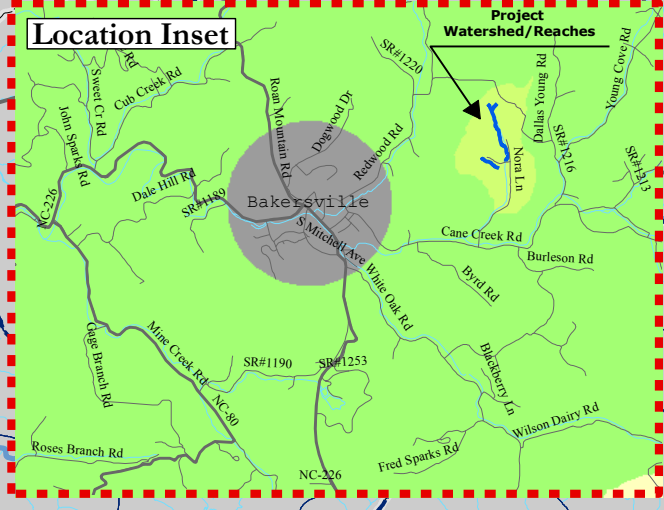 Location Inset
Project
Watershed/Reaches
Rd
Sweet Cr Rd
Cub Creek Rd
John Sparks Rd
NC-226
Dale Hill Rd
SR#1189
Roan Mountain Rd
Dogwood Dr
Redwood Rd
SR#1220
Bakersville
S Mitchell Ave
White Oak Rd
Dallas Young Rd
Young Cove Rd
SR#1216
SR#1213
Nora Ln
Cane Creek Rd
Burleson Rd
Byrd Rd
Gage Branch Rd
Mine Creek Rd
NC-80
SR#1190
SR#1253
Blackberry Ln
Wilson Dairy Rd
Fred Sparks Rd
Roses Branch Rd
NC-226